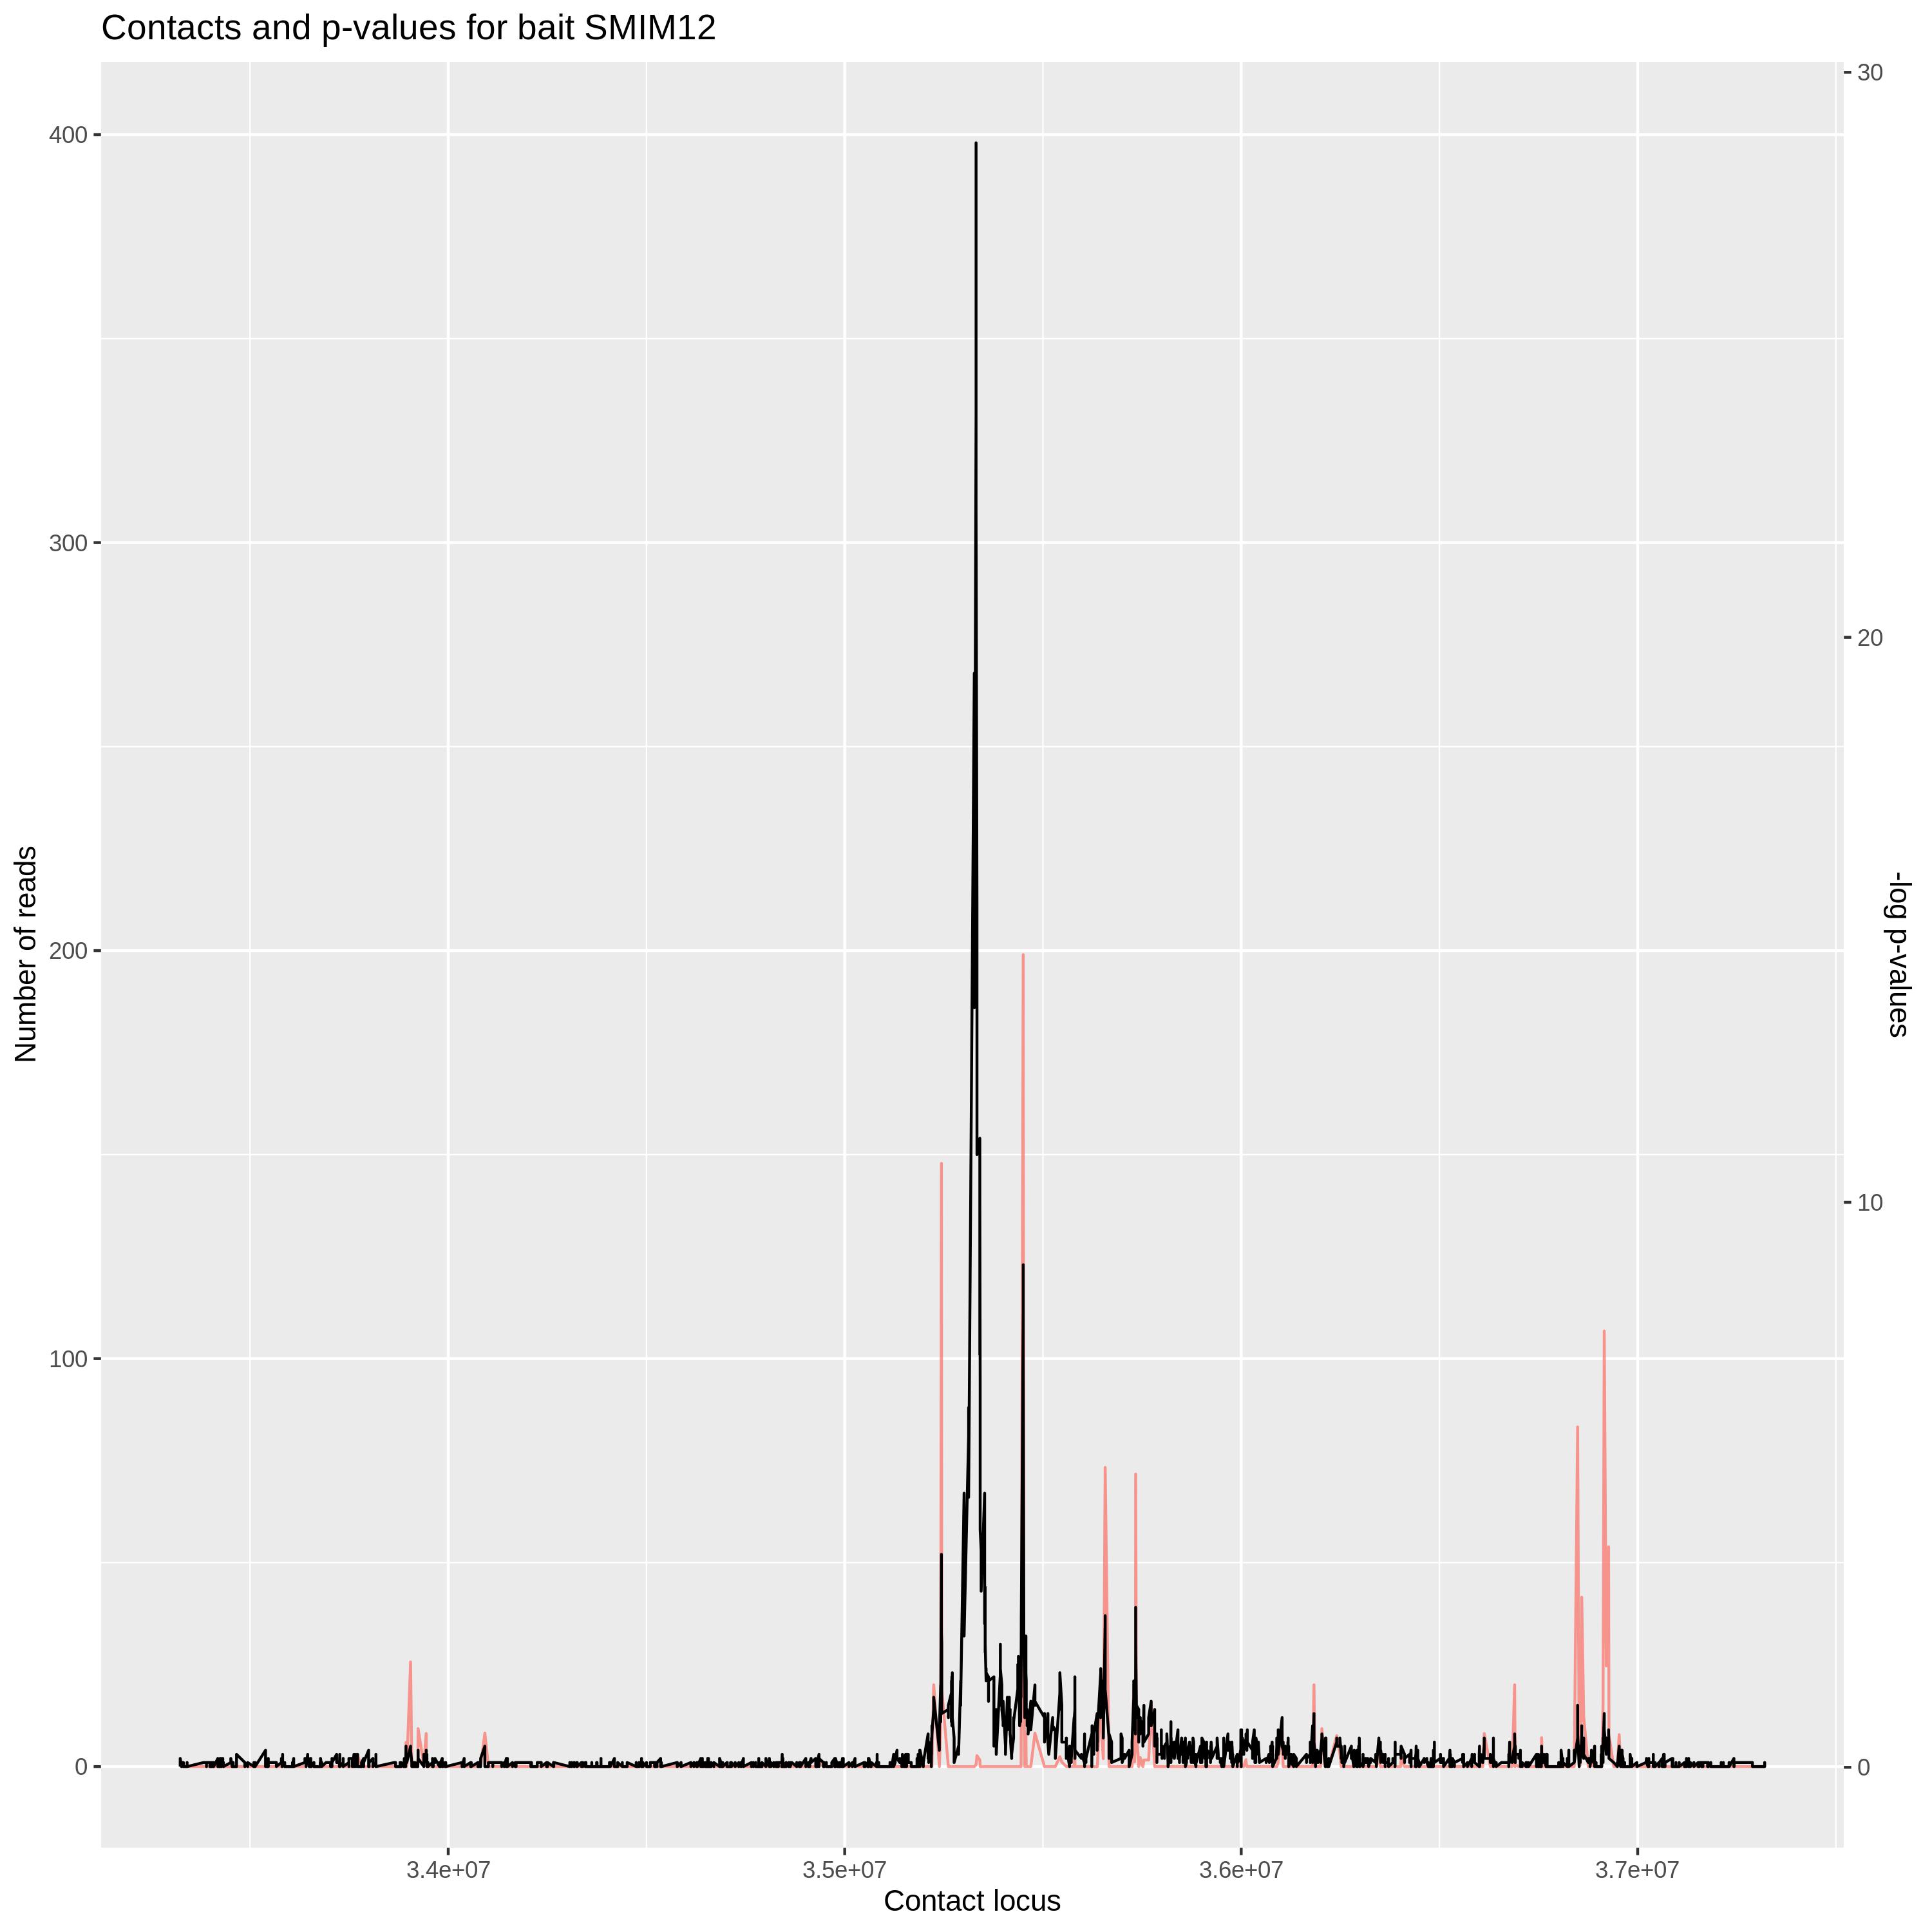 Contacts and p-values for bait SMIM12
400
300
200
100
0
Number of reads
30
20
10
0
-log p-values
3.4e+07
3.5e+07
3.6e+07
3.7e+07
Contact locus